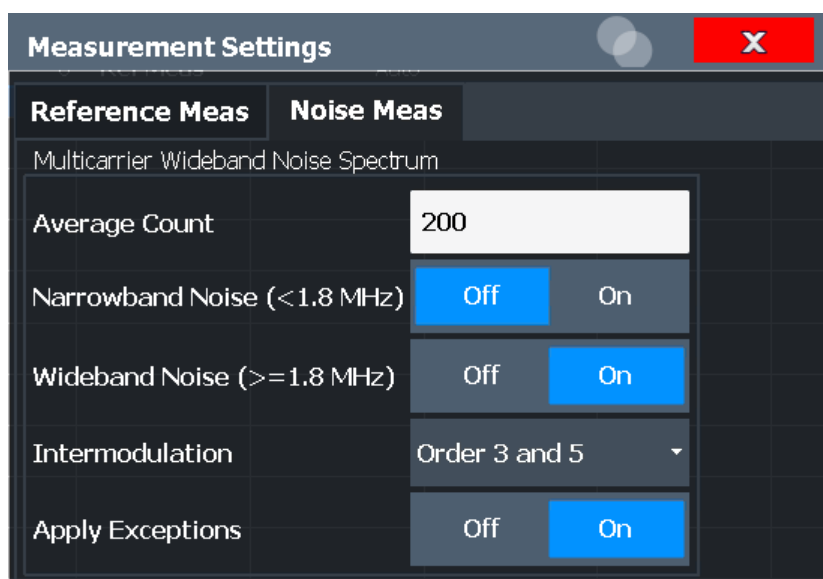 Measurement Settings X
Reference Meas Noise Meas
Multicarrier Wideband Noise Spectrum
Average Count 200
Narrowband Noise (<1.8 MHz) Off On
Wideband Noise (>=1.8 MHz) Off On
Intermodulation Order 3 and 5
Apply Exceptions Off On